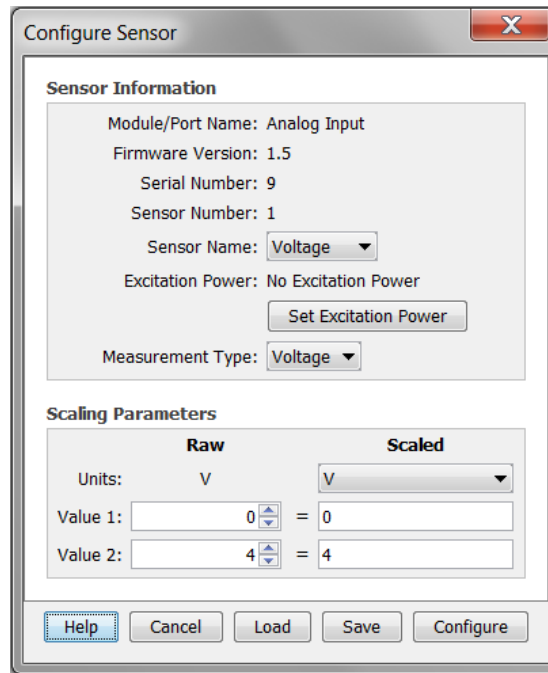 Configure Sensor
Sensor Information
Module/Port Name: Analog Input
Firmware Version: 1.5
Serial Number: 9
Sensor Number: 1
Sensor Name: Voltage
Excitation Power: No Excitation Power
Set Excitation Power
Measurement Type: Voltage
Scaling Parameters
Raw Scaled
Units: V V
Value 1: 0 = 0
Value 2: 4 = 4
Help Cancel Load Save Configure